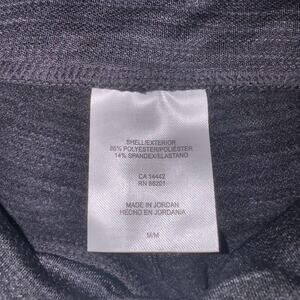 SHELL/EXTERIOR
86% POLYESTER/POLIÉSTER
14% SPANDEX/ELASTANO
CA 14442
RN 88201
MADE IN JORDAN
HECHO EN JORDANIA
M/M